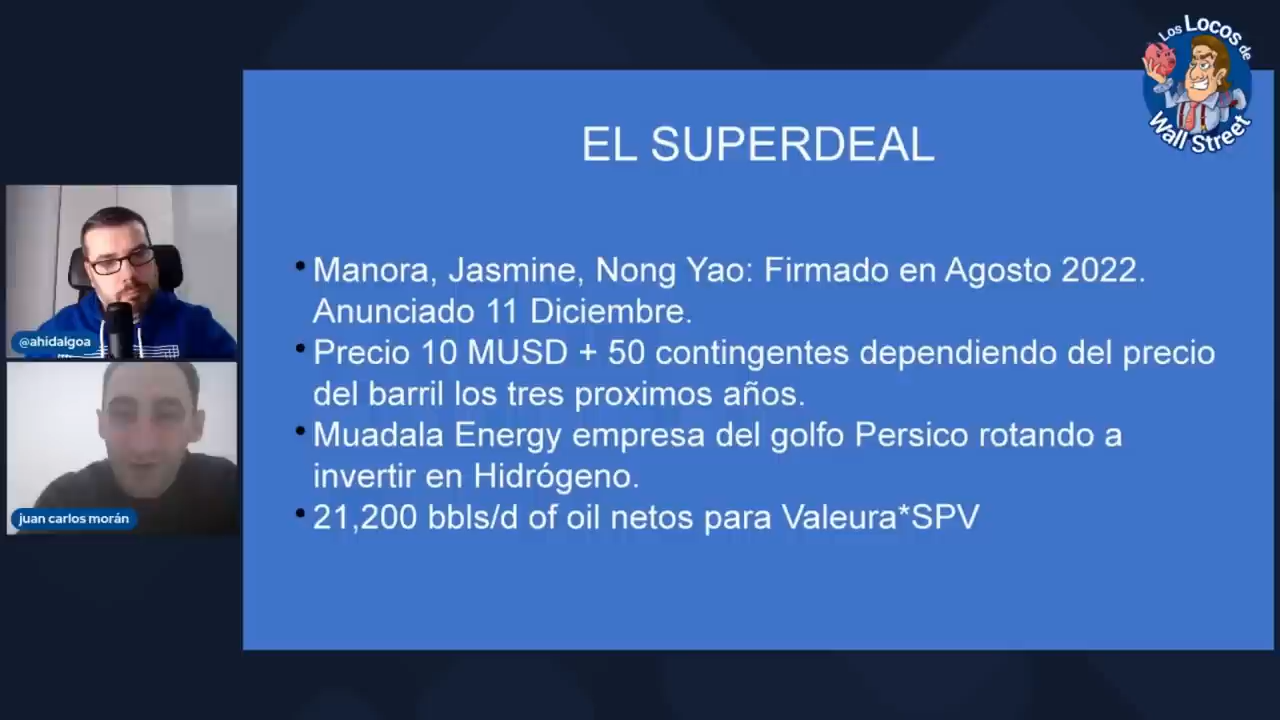 Los Locos de
Wall Street
EL SUPERDEAL
Manora, Jasmine, Nong Yao: Firmado en Agosto 2022.
Anunciado 11 Diciembre.
Precio 10 MUSD + 50 contingentes dependiendo del precio
del barril los tres proximos años.
Muadala Energy empresa del golfo Persico rotando a
invertir en Hidrógeno.
21,200 bbls/d of oil netos para Valeura*SPV
@ahidalgoa
juan carlos morán